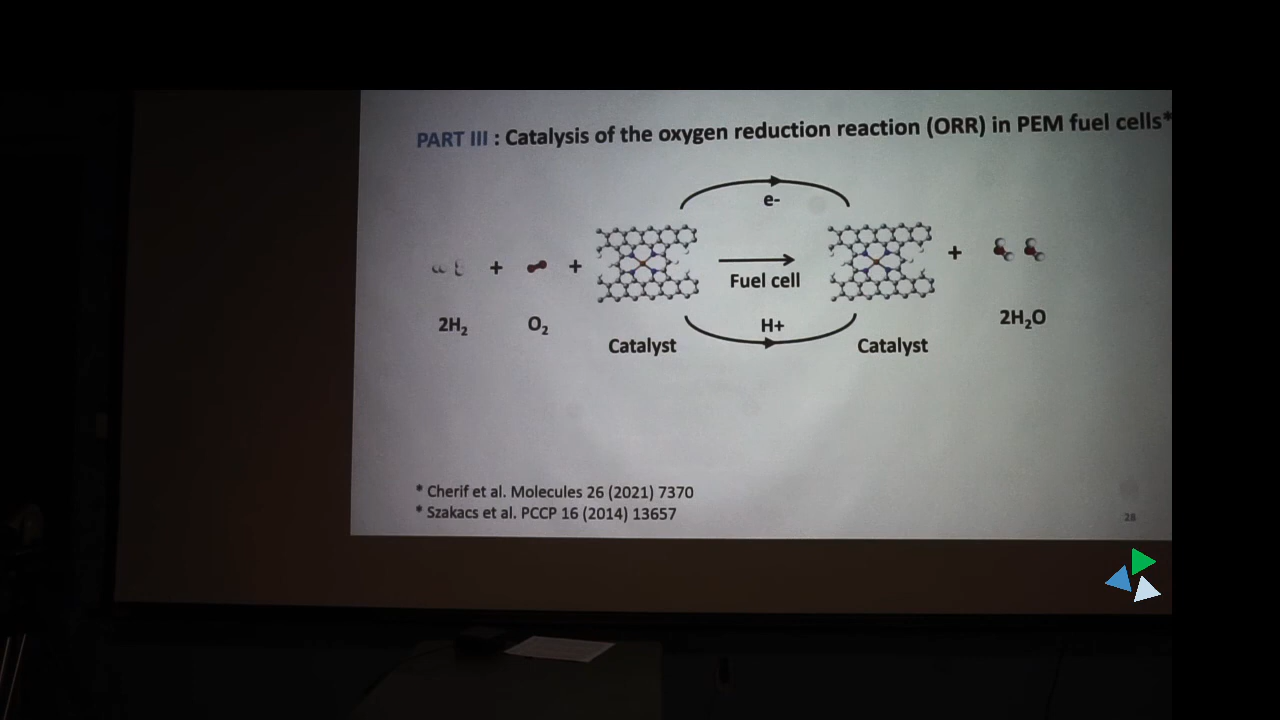 PART III : Catalysis of the oxygen reduction reaction (ORR) in PEM fuel cells*
e-
+ + +
Fuel cell
2H₂ O₂ H+ 2H₂O
Catalyst Catalyst
* Cherif et al. Molecules 26 (2021) 7370
* Szakacs et al. PCCP 16 (2014) 13657
28